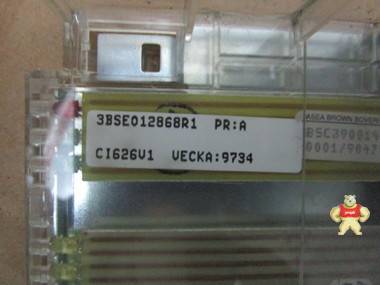 3BSE012868R1 PR:A
CI626V1 VECKA:9734
ASEA BROWN BOVERI